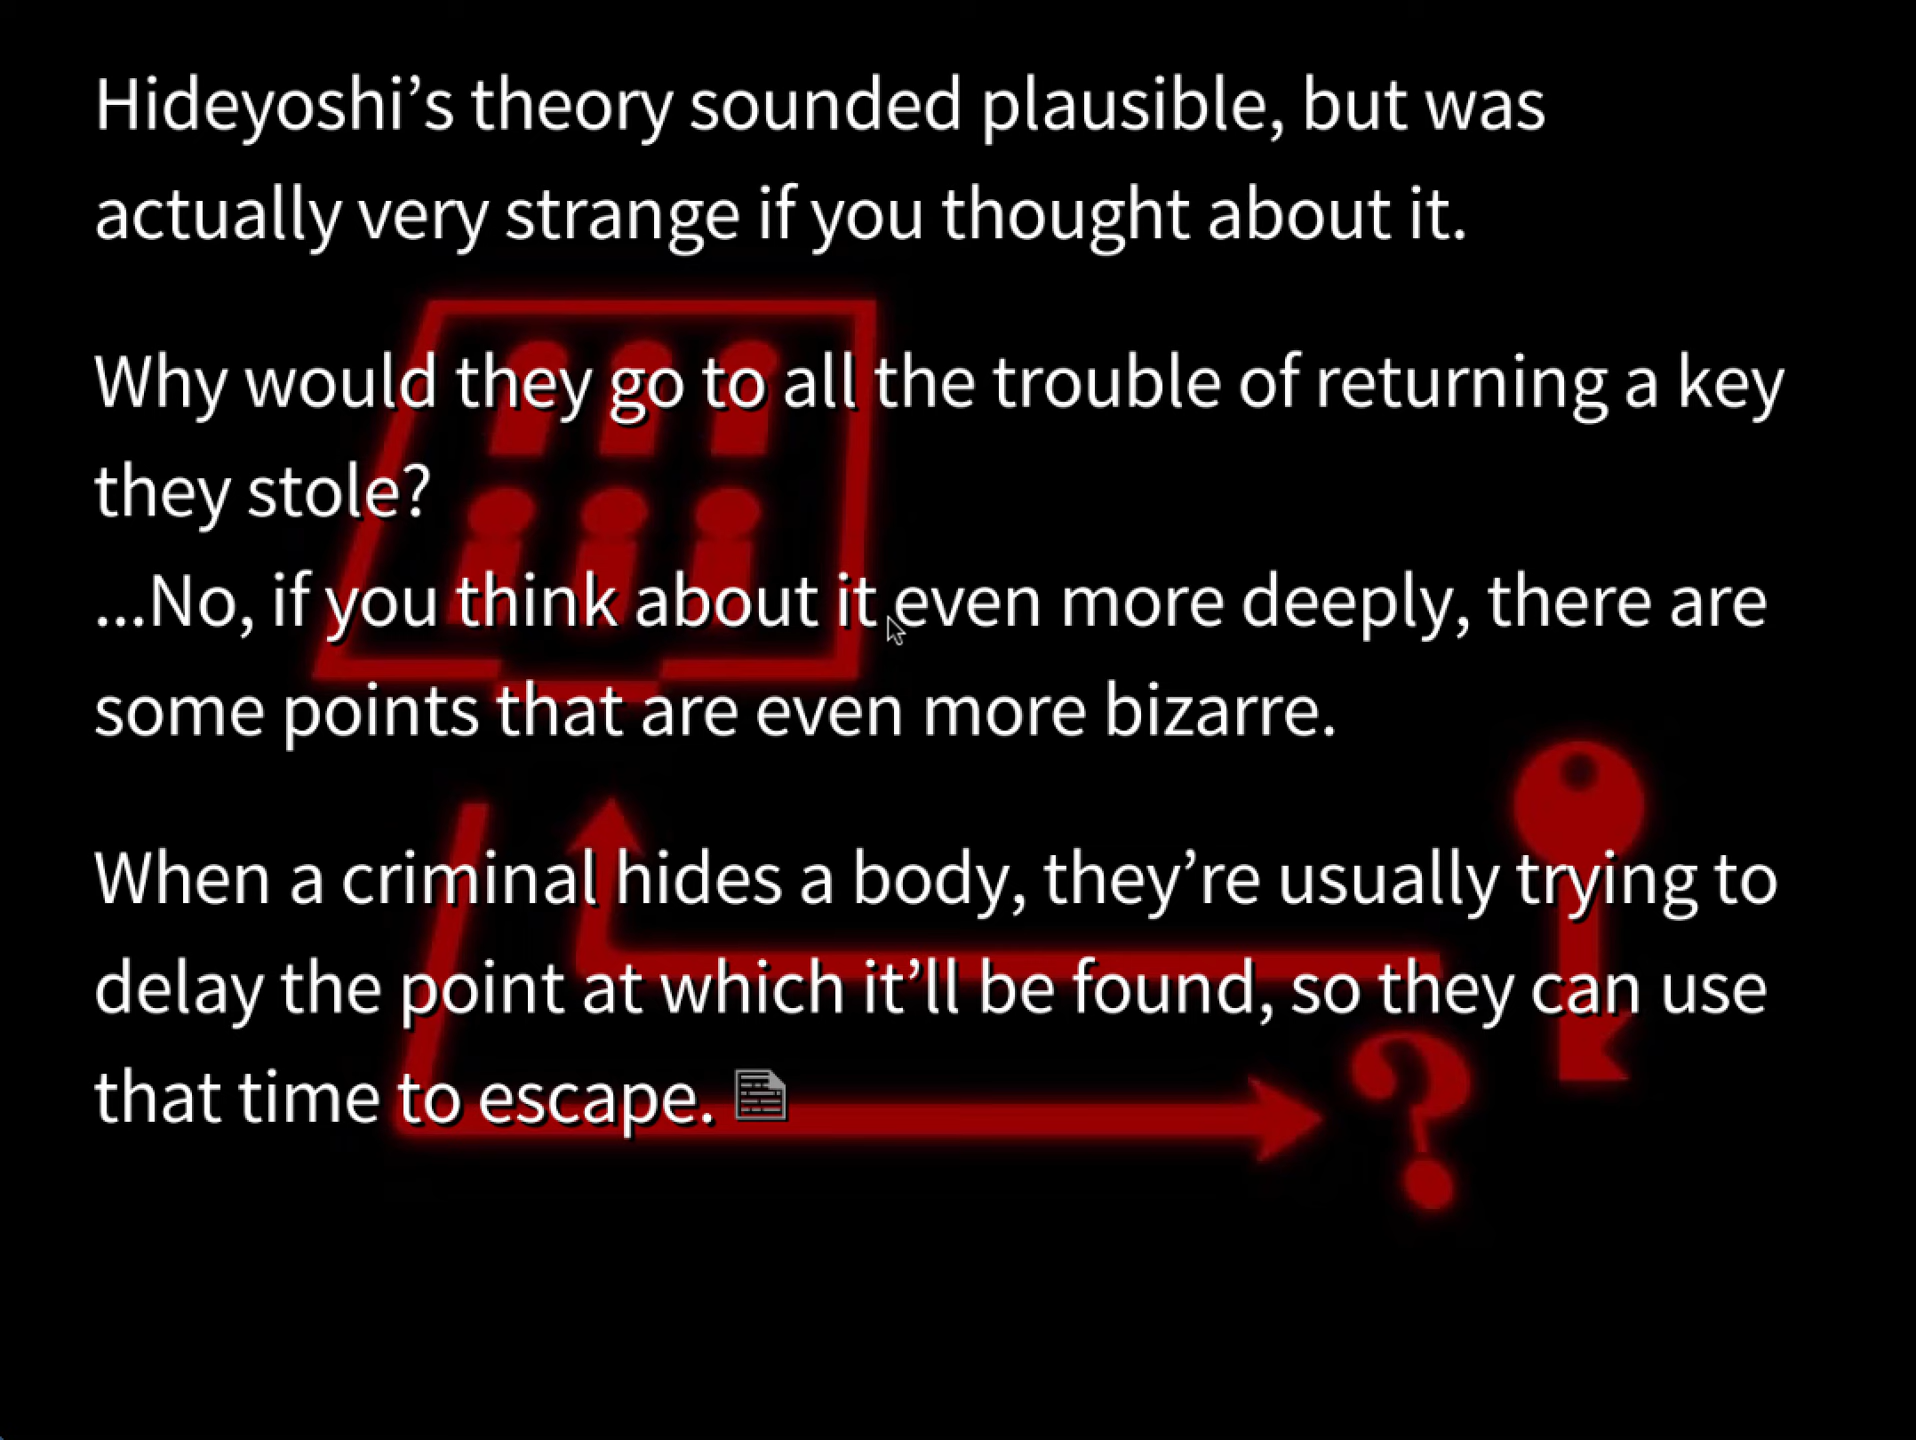 Hideyoshi’s theory sounded plausible, but was
actually very strange if you thought about it.
Why would they go to all the trouble of returning a key
they stole?
...No, if you think about it even more deeply, there are
some points that are even more bizarre.
When a criminal hides a body, they’re usually trying to
delay the point at which it’ll be found, so they can use
that time to escape.
?